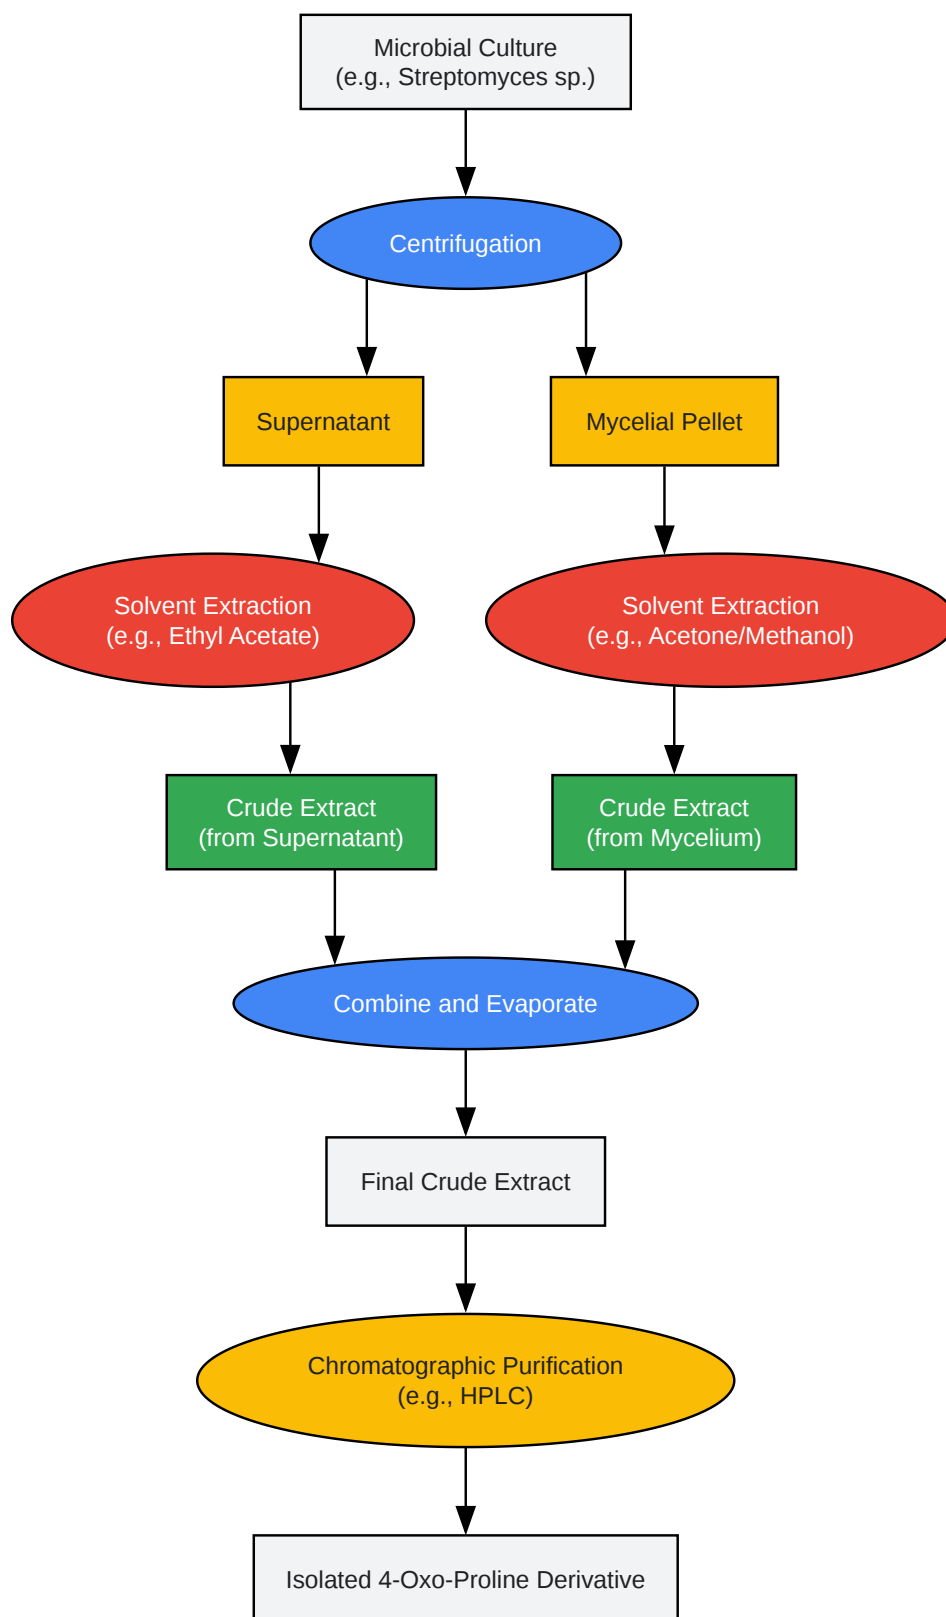 Microbial Culture
(e.g., Streptomyces sp.)
Centrifugation
Supernatant
Mycelial Pellet
Solvent Extraction
(e.g., Ethyl Acetate)
Solvent Extraction
(e.g., Acetone/Methanol)
Crude Extract
(from Supernatant)
Crude Extract
(from Mycelium)
Combine and Evaporate
Final Crude Extract
Chromatographic Purification
(e.g., HPLC)
Isolated 4-Oxo-Proline Derivative